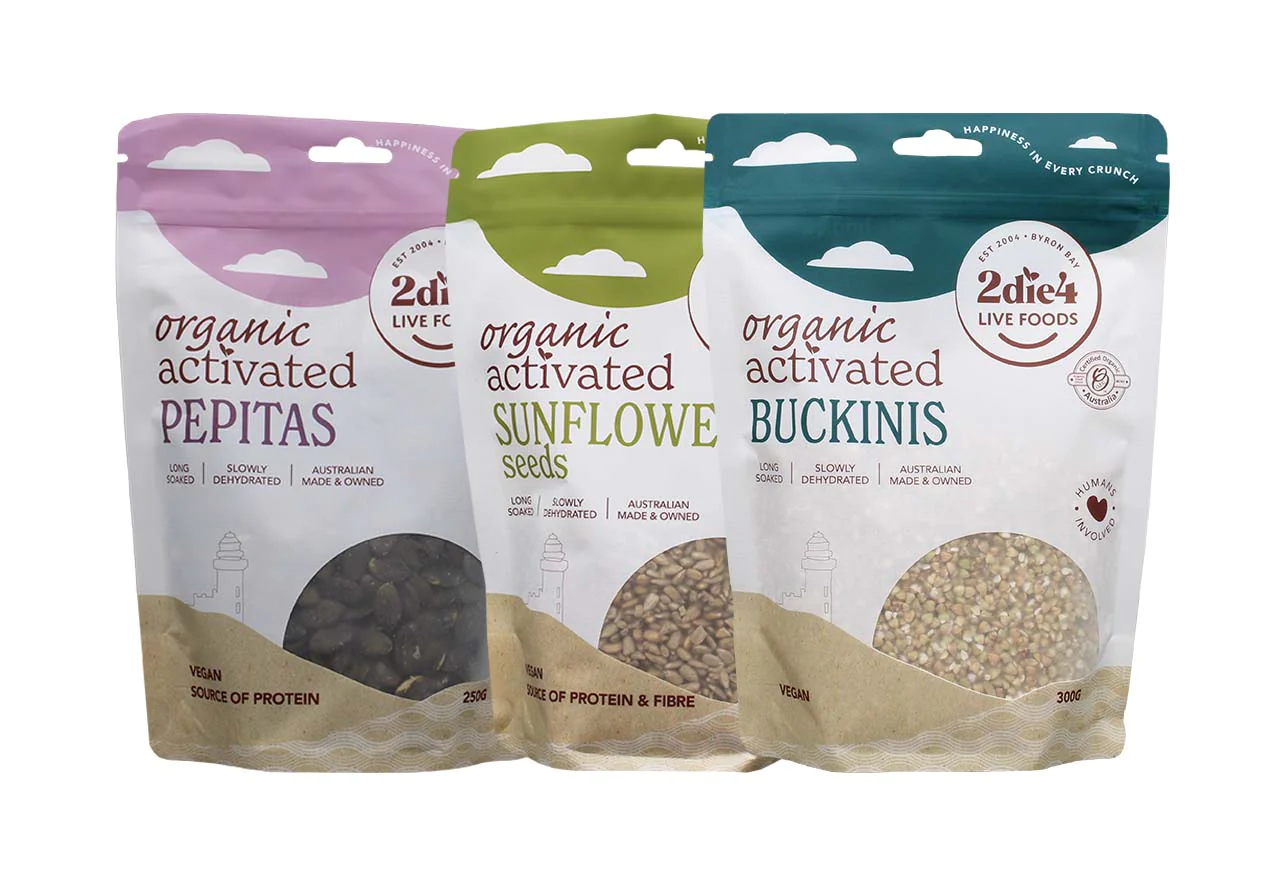 HAPPINESS IN
EST 2004 •
2di
LIVE FO
organic
activated
PEPITAS
LONG
SOAKED
SLOWLY
DEHYDRATED
AUSTRALIAN
MADE & OWNED
VEGAN
SOURCE OF PROTEIN
250G
H
organic
activated
SUNFLOWE
seeds
LONG
SOAKED
SLOWLY
DEHYDRATED
AUSTRALIAN
MADE & OWNED
EGAN
SOURCE OF PROTEIN & FIBRE
HAPPINESS IN EVERY CRUNCH
EST 2004 • BYRON BAY
2die4
LIVE FOODS
organic
activated
BUCKINIS
Certified Organic
Australia
LONG
SOAKED
SLOWLY
DEHYDRATED
AUSTRALIAN
MADE & OWNED
HUMANS
INVOLVED
VEGAN
300G